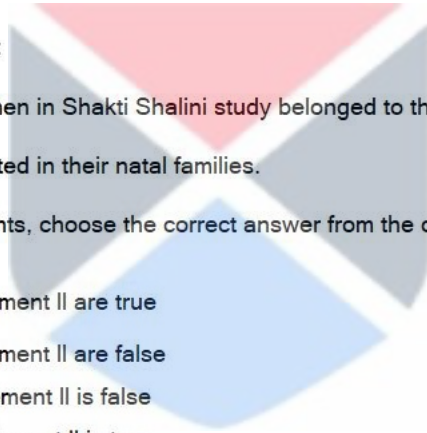 :
en in Shakti Shalini study belonged to th
ted in their natal families.
nts, choose the correct answer from the
ment II are true
ment II are false
ment II is false